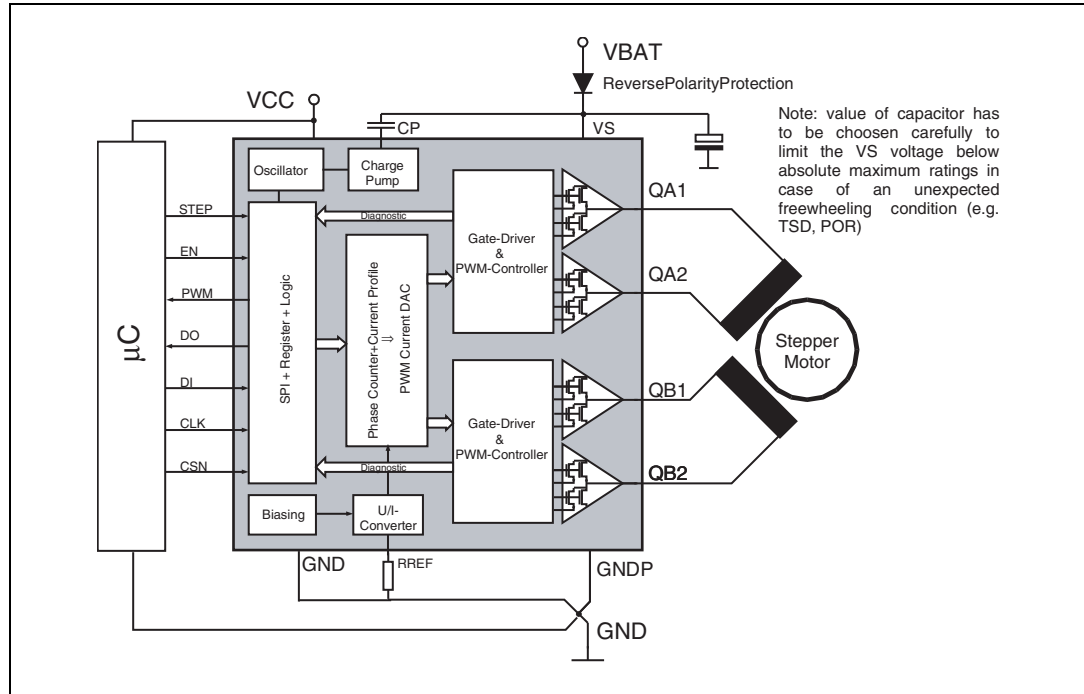 VBAT
ReversePolarityProtection
VCC
CP
VS
Note: value of capacitor has
to be choosen carefully to
limit the VS voltage below
absolute maximum ratings in
case of an unexpected
freewheeling condition (e.g.
TSD, POR)
Oscillator
Charge
Pump
QA1
STEP
Diagnostic
EN
Gate-Driver
&
PWM-Controller
QA2
PWM
µC
DO
SPI + Register + Logic
Phase Counter+Current Profile
⇓
PWM Current DAC
Stepper
Motor
DI
QB1
CLK
Gate-Driver
&
PWM-Controller
CSN
Diagnostic
QB2
Biasing
U/I-
Converter
GND
RREF
GNDP
GND